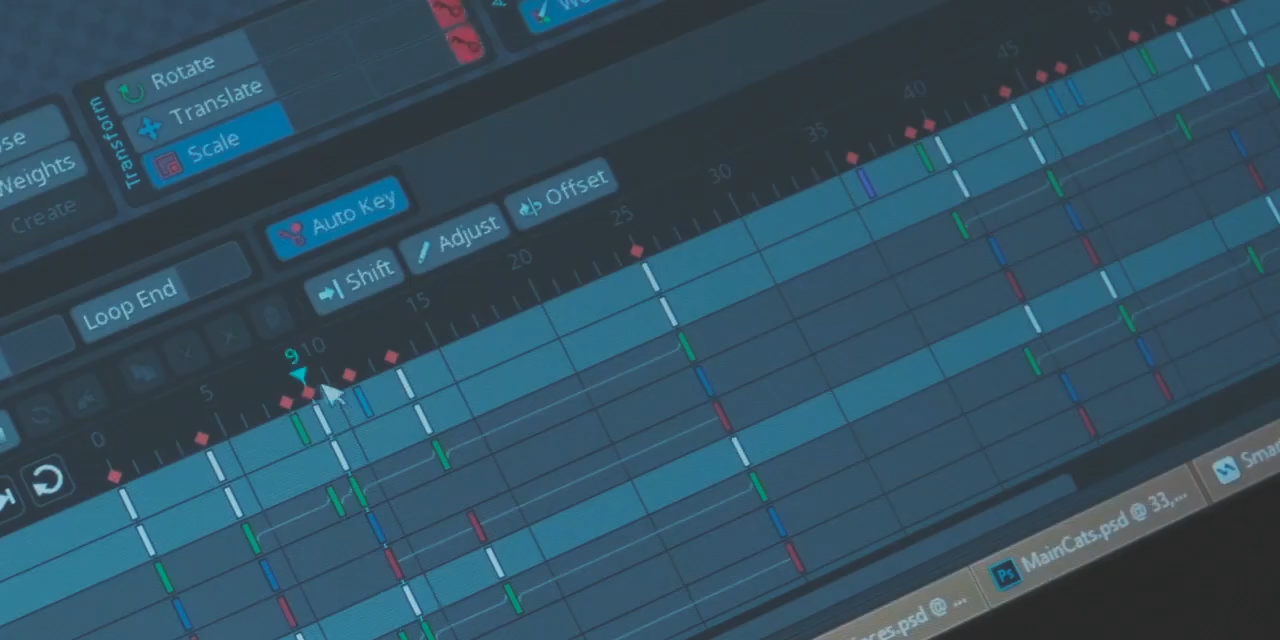 Rotate
Translate
Scale
Transform
Weights
Create
Auto Key
Shift
Adjust
Offset
Loop End
9
0 5 10 15 20 25 30 35 40 45 50
MainCats.psd @ 33,...